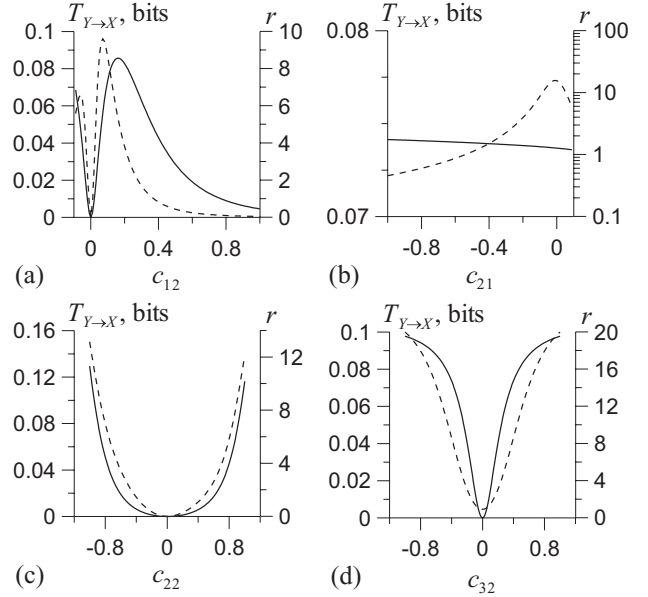 T_{Y→X}, bits r T_{Y→X}, bits r
0.1 10 0.08 100
0.08 8
0.06 6 10
0.04 4
0.02 2 1
0 0 0.07 0.1
0 0.4 0.8 -0.8 -0.4 0
(a) c_{12} (b) c_{21}
T_{Y→X}, bits r T_{Y→X}, bits r
0.16 0.1 20
0.12 12 0.08 16
0.08 8 0.06 12
0.04 8
0.04 4 0.02 4
0 0 0 0
-0.8 0 0.8 -0.8 0 0.8
(c) c_{22} (d) c_{32}